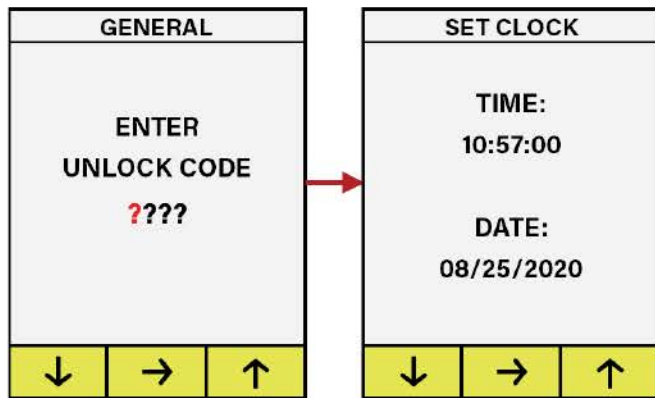 GENERAL
ENTER
UNLOCK CODE
????
↓ → ↑
SET CLOCK
TIME:
10:57:00
DATE:
08/25/2020
↓ → ↑